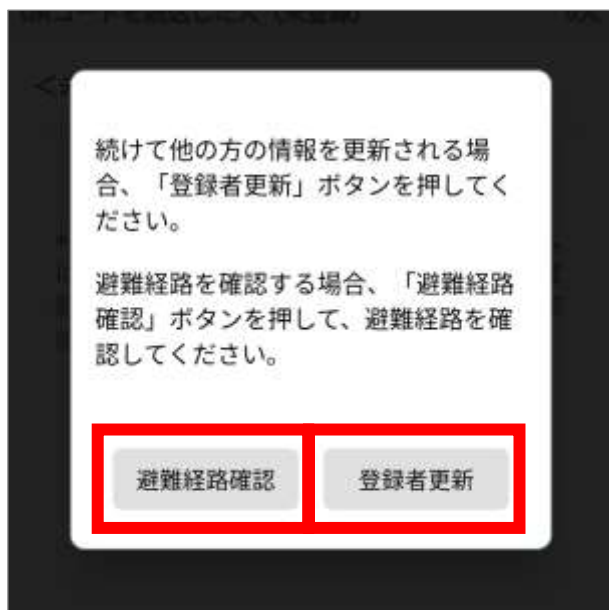 続けて他の方の情報を更新される場
合、「登録者更新」ボタンを押してく
ださい。
避難経路を確認する場合、「避難経路
確認」ボタンを押して、避難経路を確
認してください。
避難経路確認
登録者更新